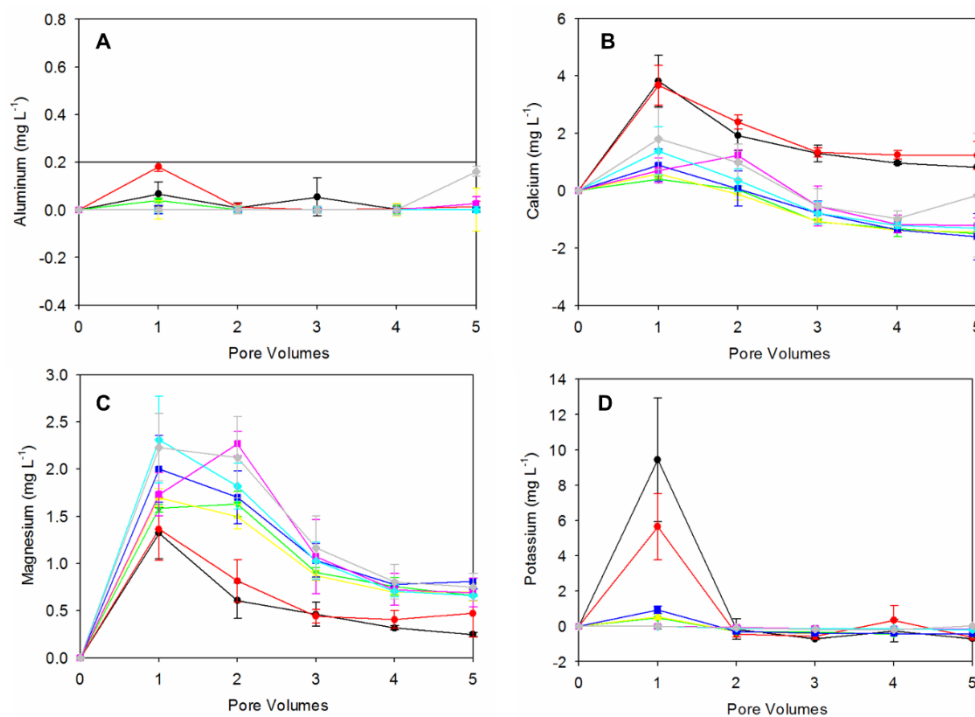 A
Aluminum (mg L⁻¹)
0.8
0.6
0.4
0.2
0.0
-0.2
-0.4
0 1 2 3 4 5
Pore Volumes
B
Calcium (mg L⁻¹)
6
4
2
0
-2
-4
0 1 2 3 4 5
Pore Volumes
C
Magnesium (mg L⁻¹)
3.0
2.5
2.0
1.5
1.0
0.5
0.0
0 1 2 3 4 5
Pore Volumes
D
Potassium (mg L⁻¹)
14
12
10
8
6
4
2
0
-2
0 1 2 3 4 5
Pore Volumes